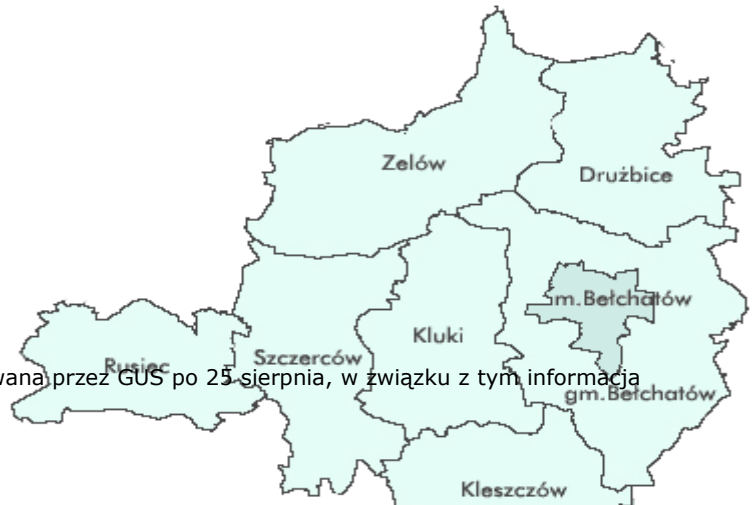 Zelów
Drużbice
m.Bełchatów
Kluki
Szczerców
Rusiec
wana przez GUS po 25 sierpnia, w związku z tym informacja
gm.Bełchatów
Kleszczów